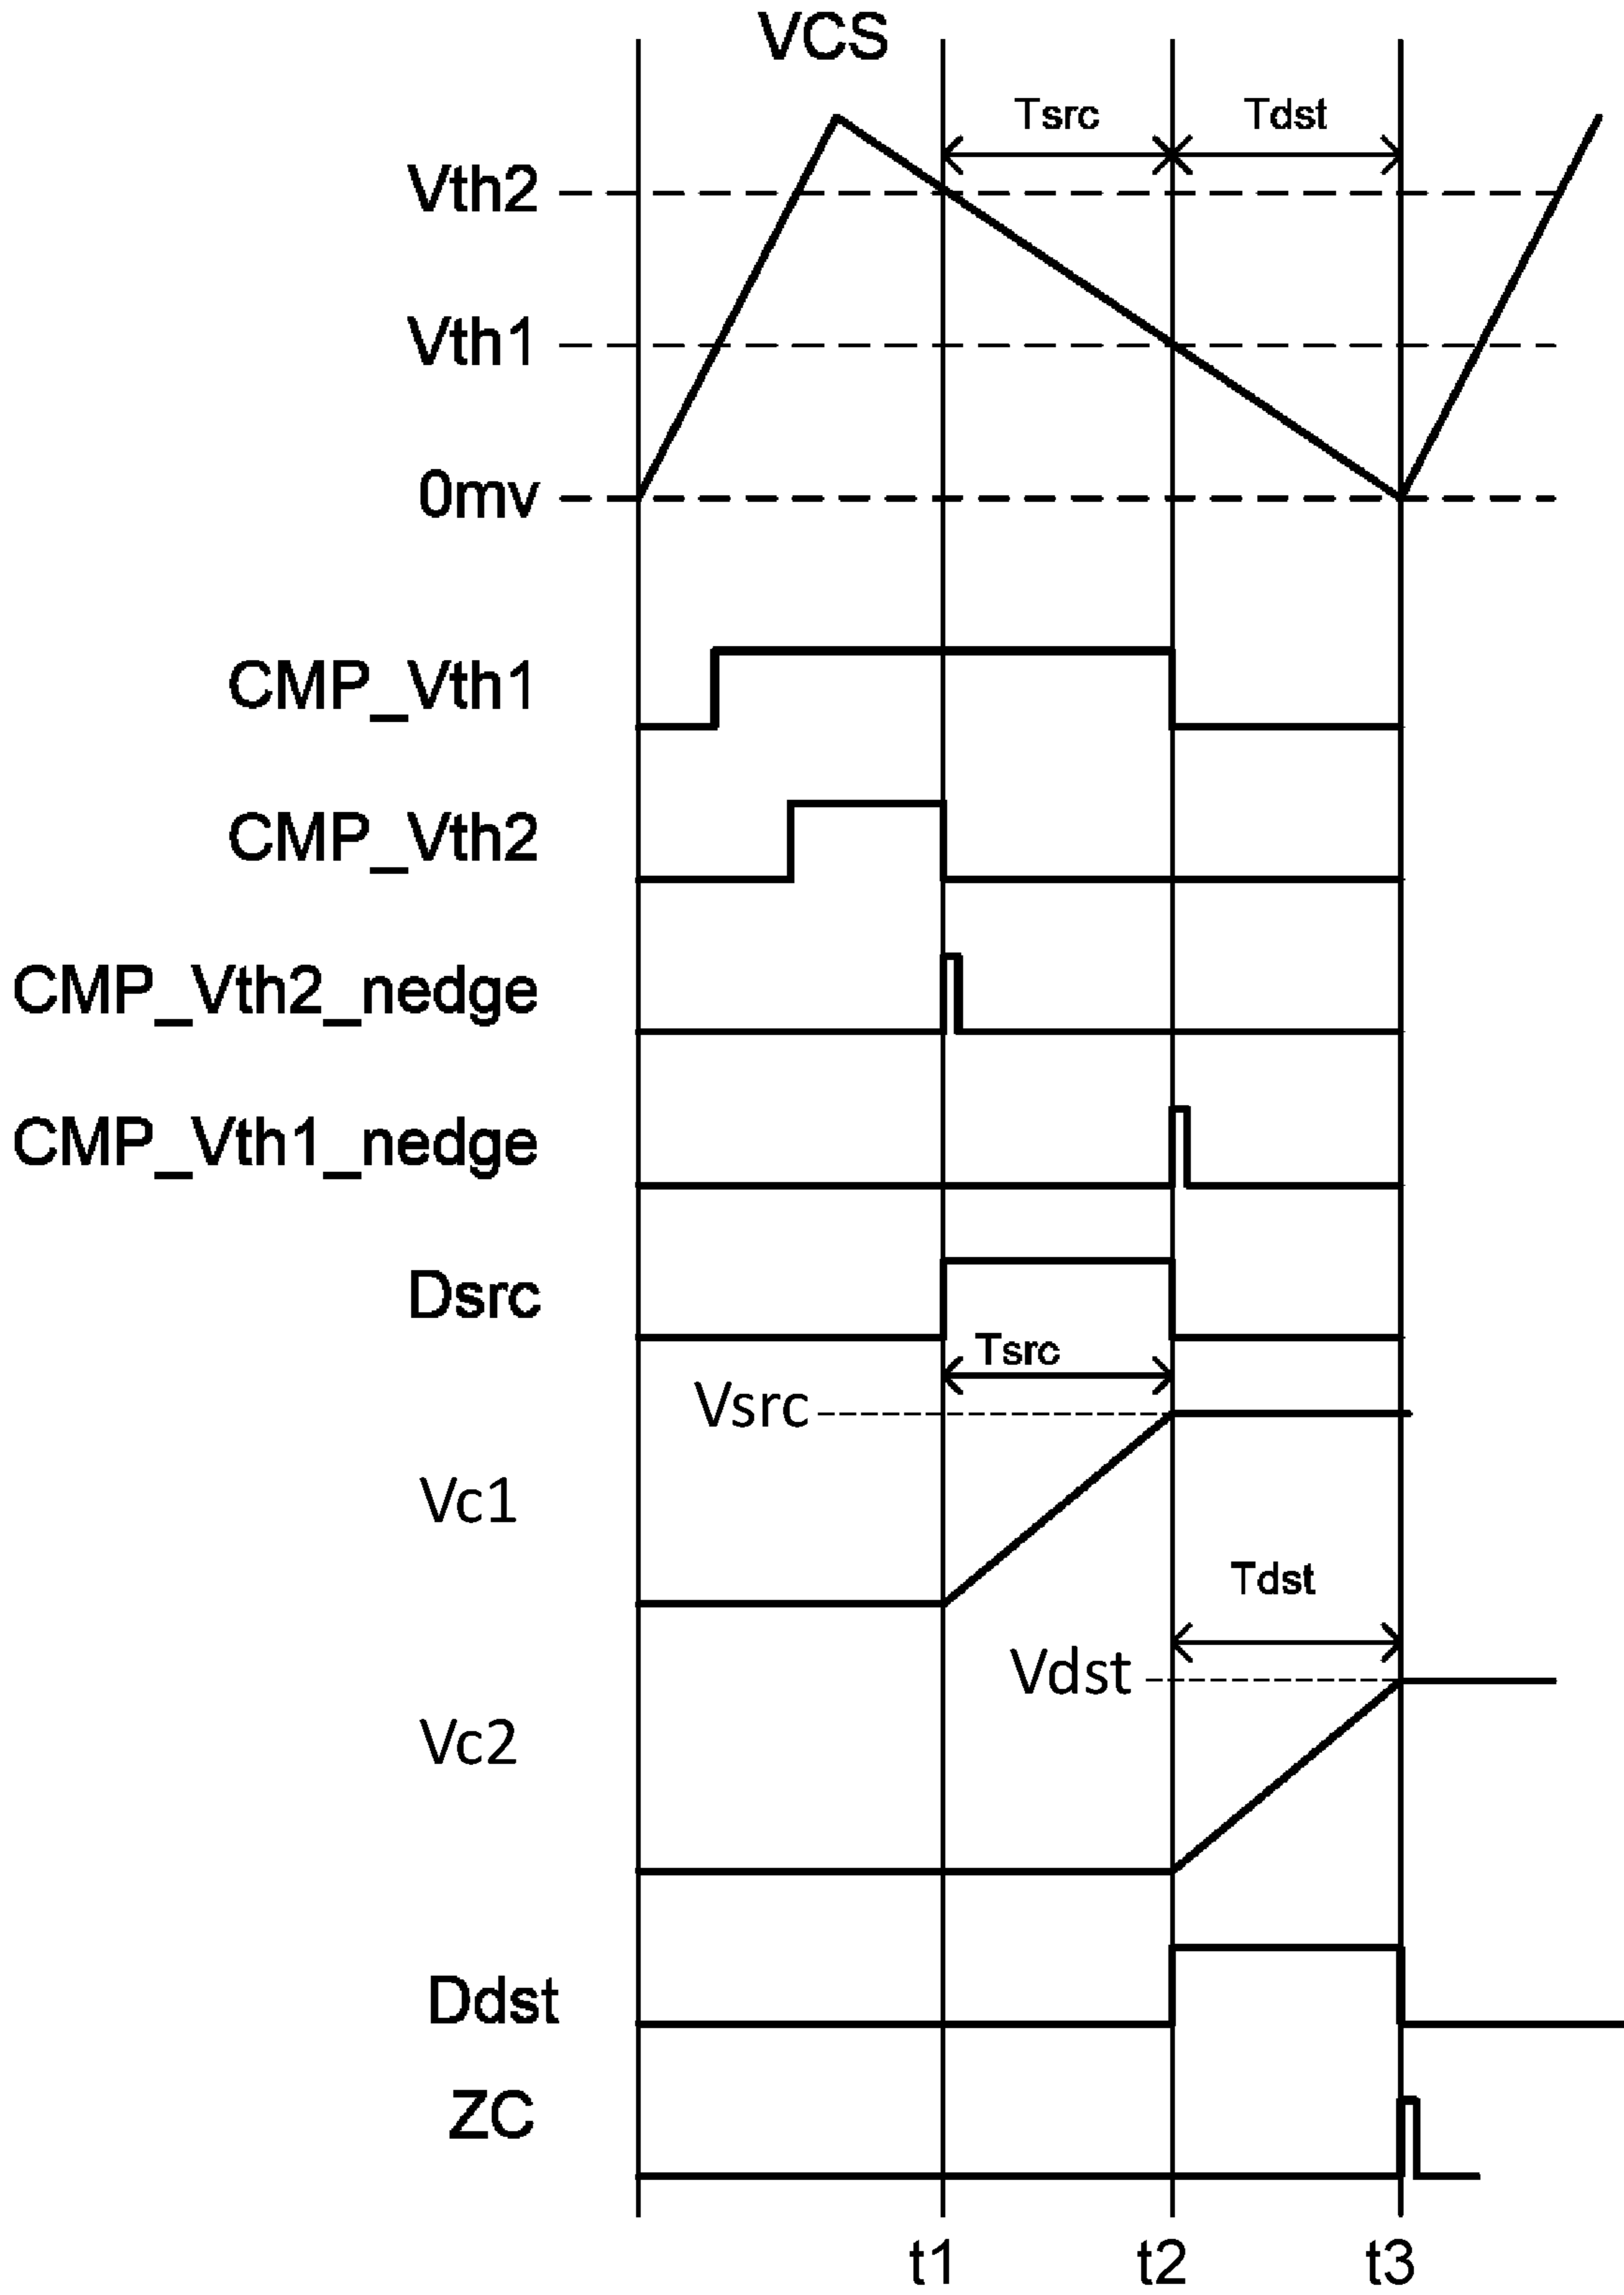 VCS
Tsrc Tdst
Vth2
Vth1
0mv
CMP_Vth1
CMP_Vth2
CMP_Vth2_nedge
CMP_Vth1_nedge
Dsrc
Tsrc
Vsrc
Vc1
Tdst
Vdst
Vc2
Ddst
ZC
t1 t2 t3